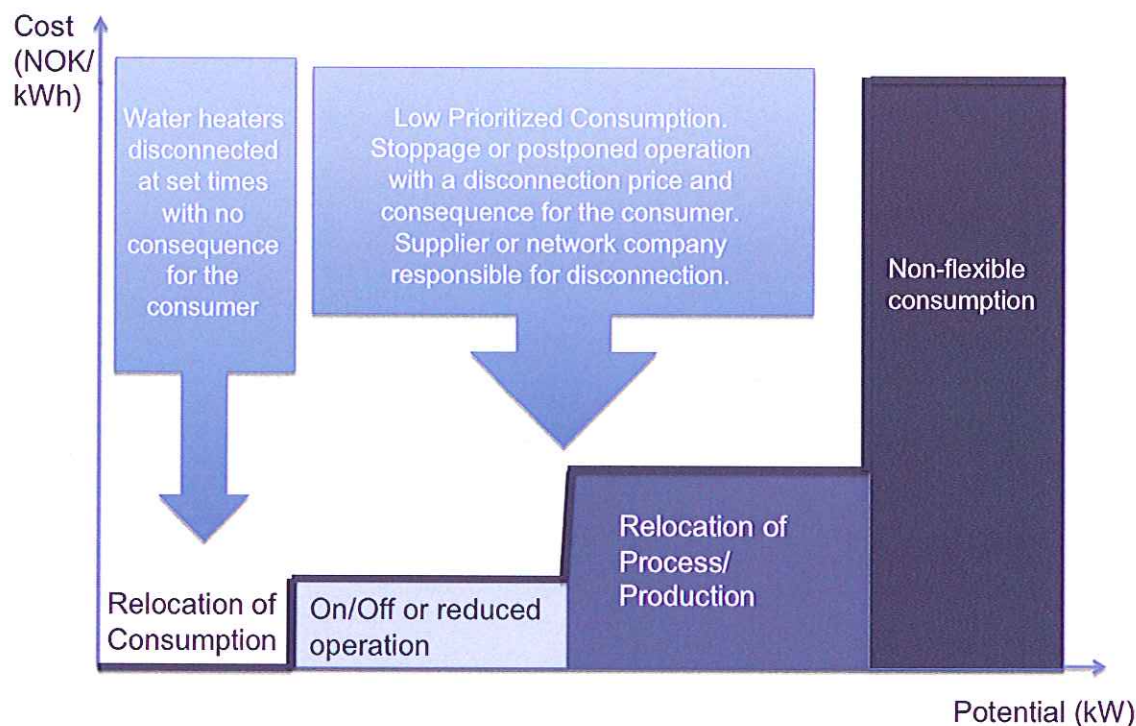 Cost
(NOK/
kWh)
Water heaters
disconnected
at set times
with no
consequence
for the
consumer
Low Prioritized Consumption.
Stoppage or postponed operation
with a disconnection price and
consequence for the consumer.
Supplier or network company
responsible for disconnection.
Non-flexible
consumption
Relocation of
Process/
Production
Relocation of
Consumption
On/Off or reduced
operation
Potential (kW)